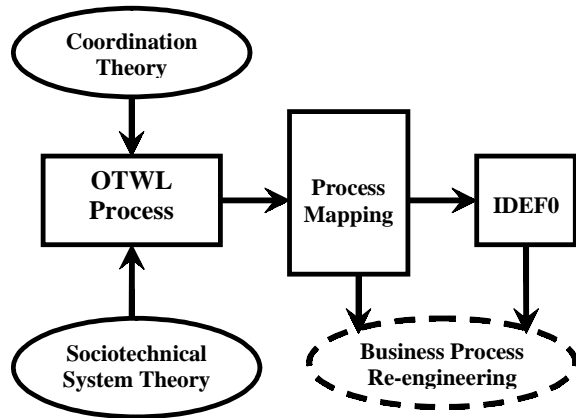 Coordination
Theory
OTWL
Process
Process
Mapping
IDEF0
Sociotechnical
System Theory
Business Process
Re-engineering